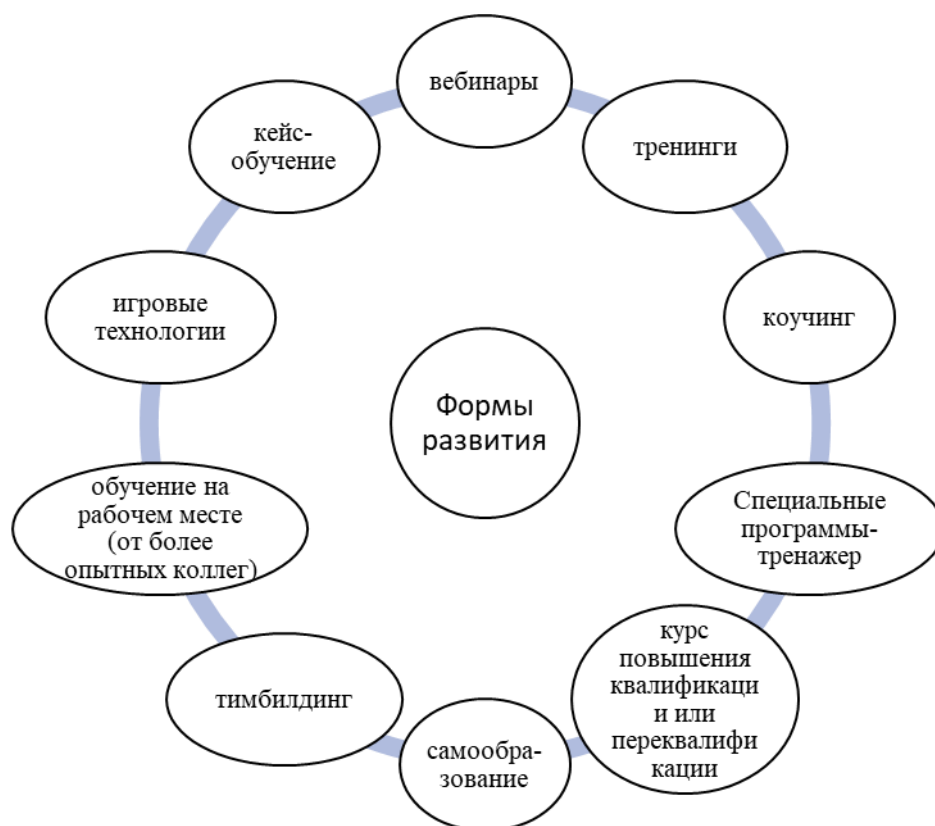 вебинары
тренинги
коучинг
Специальные
программы-
тренажер
курс
повышения
квалификаци
и или
переквалифи
кации
самообра-
зование
тимбилдинг
обучение на
рабочем месте
(от более
опытных коллег)
игровые
технологии
кейс-
обучение
Формы
развития